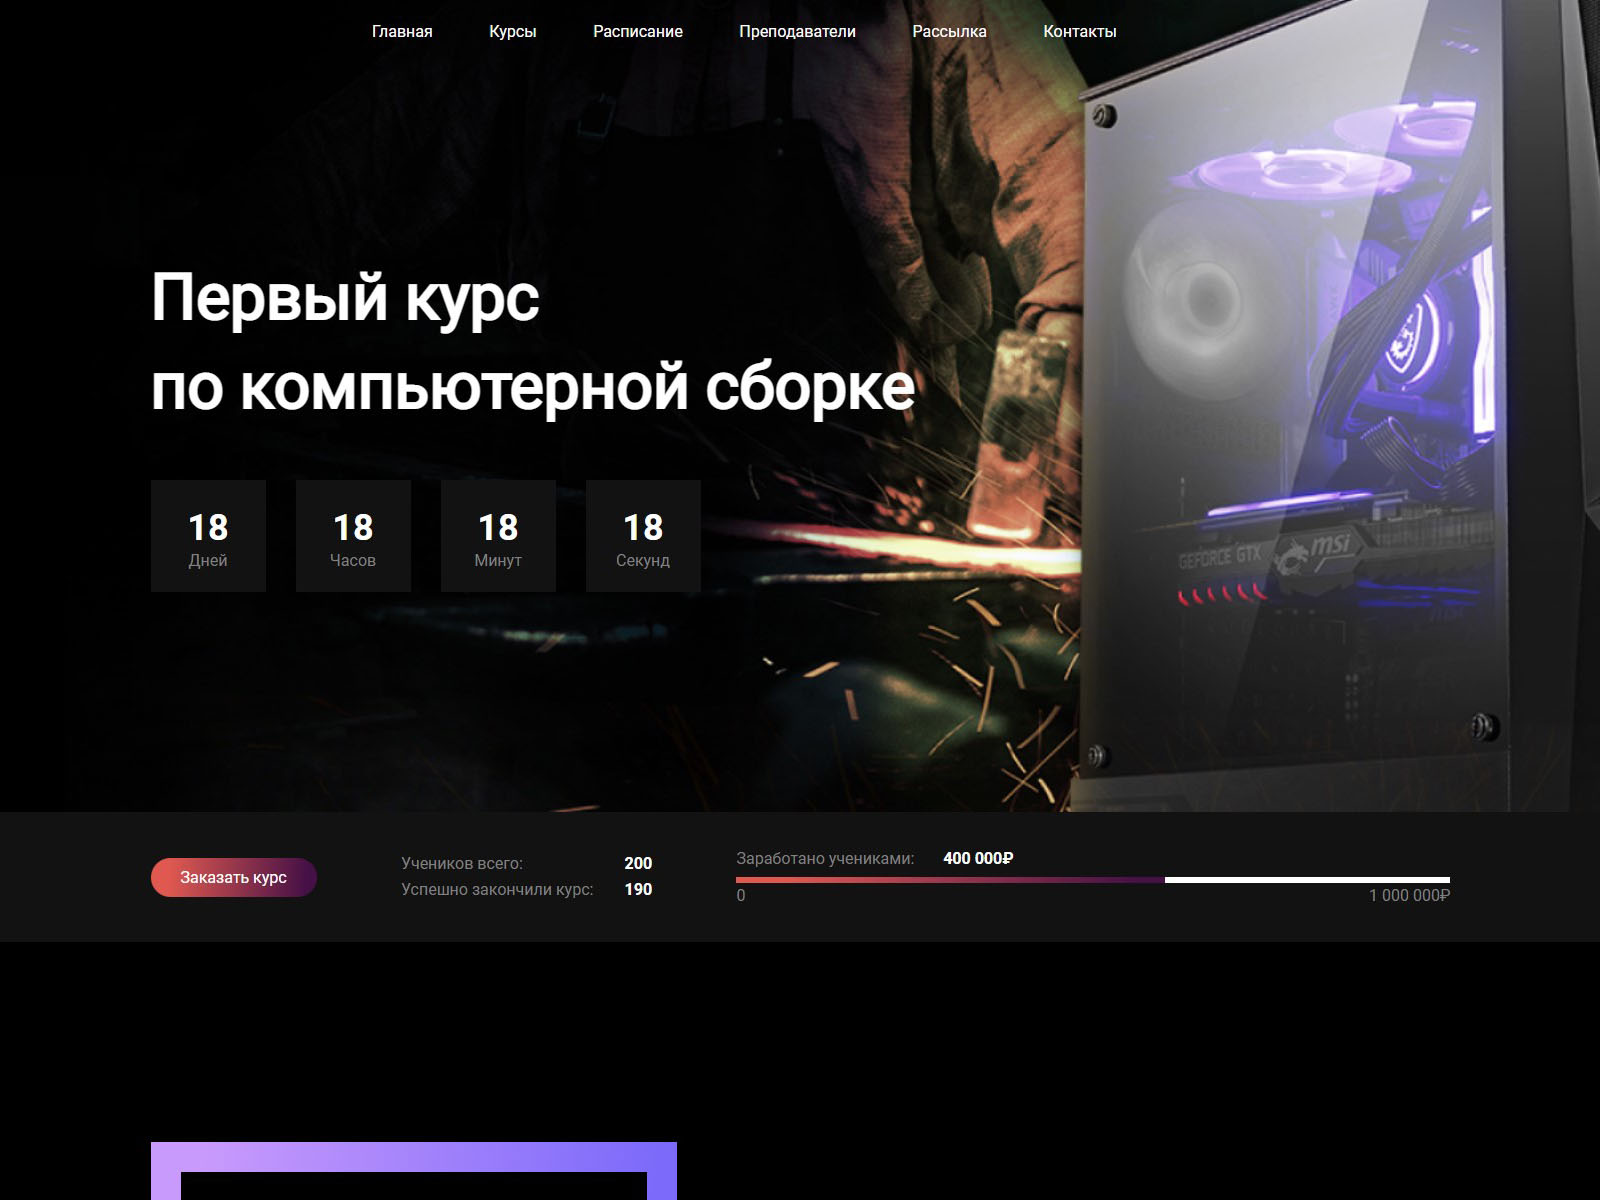 Главная Курсы Расписание Преподаватели Рассылка Контакты
Первый курс
по компьютерной сборке
18 18 18 18
Дней Часов Минут Секунд
GEFORCE GTX msi
Заказать курс
Учеников всего: 200
Успешно закончили курс: 190
Заработано учениками: 400 000₽
0 1 000 000₽